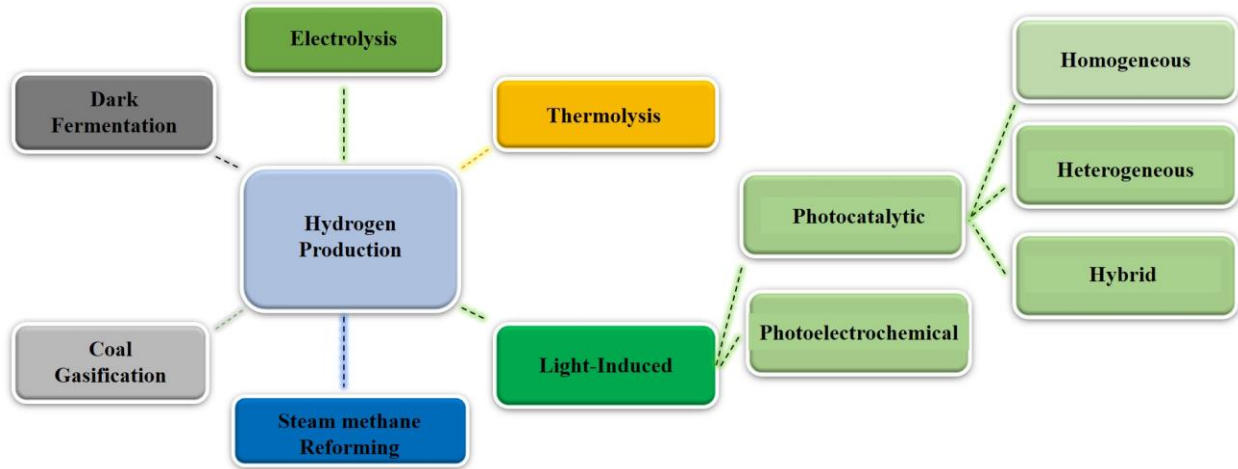 Electrolysis
Dark
Fermentation
Thermolysis
Hydrogen
Production
Coal
Gasification
Steam methane
Reforming
Light-Induced
Photocatalytic
Photoelectrochemical
Homogeneous
Heterogeneous
Hybrid